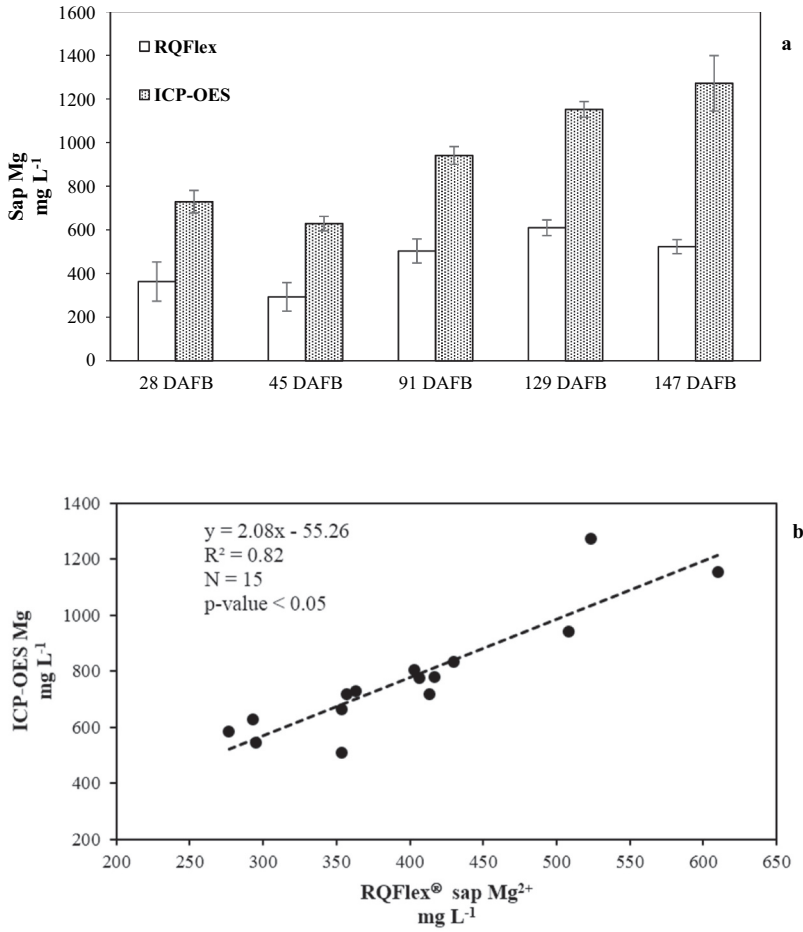 1600
a
RQFlex
1400
ICP-OES
1200
1000
Sap Mg
mg L-1
800
600
400
200
0
28 DAFB 45 DAFB 91 DAFB 129 DAFB 147 DAFB
1400
b
y = 2.08x - 55.26
R² = 0.82
N = 15
p-value < 0.05
1200
1000
ICP-OES Mg
mg L-1
800
600
400
200
200 250 300 350 400 450 500 550 600 650
RQFlex® sap Mg2+
mg L-1